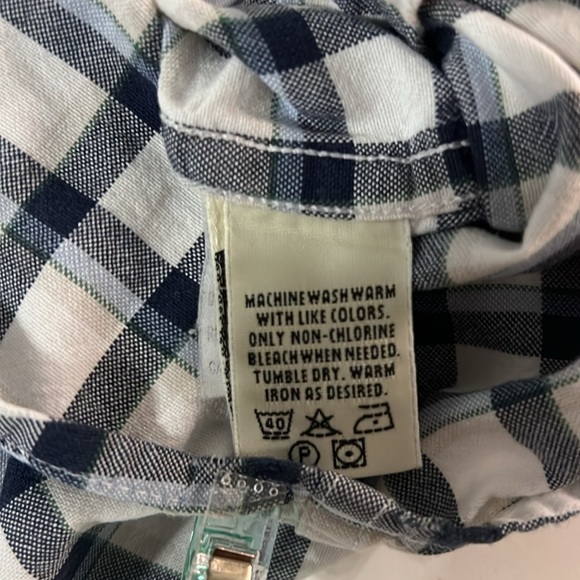 MACHINE WASH WARM
WITH LIKE COLORS.
ONLY NON-CHLORINE
BLEACH WHEN NEEDED.
TUMBLE DRY. WARM
IRON AS DESIRED.
40
P